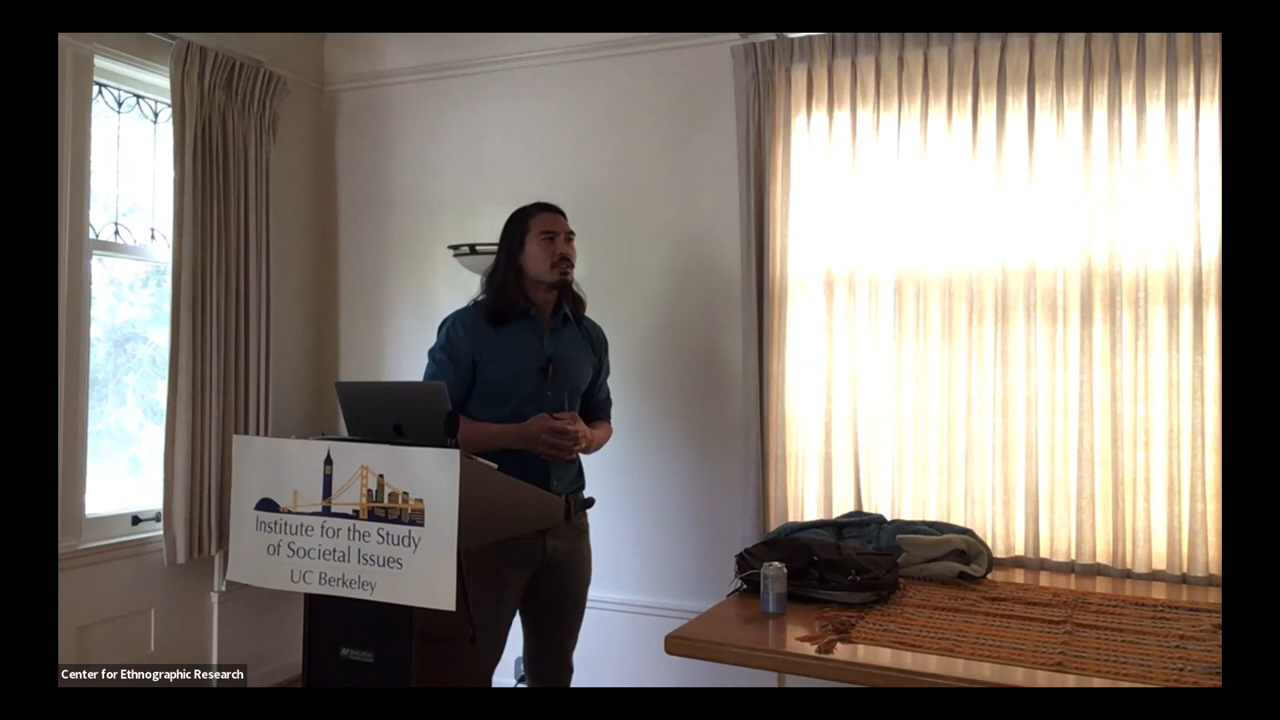 Institute for the Study
of Societal Issues
UC Berkeley
Center for Ethnographic Research